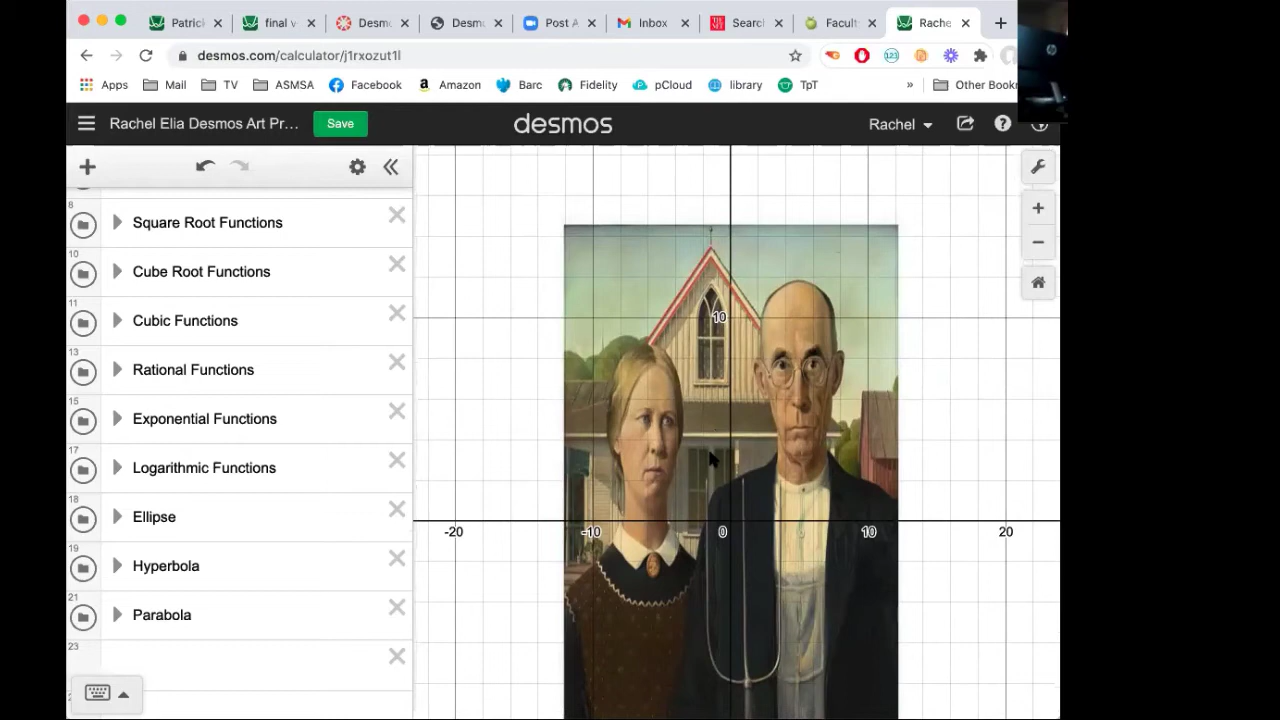 Patrick
final v
Desmo
Desmo
Post A
Inbox
Search
Facult
Rache
desmos.com/calculator/j1rxozut1l
123
Apps
Mail
TV
ASMSA
Facebook
Amazon
Barc
Fidelity
pCloud
library
TpT
»
Other Bookn
Rachel Elia Desmos Art Pr...
Save
desmos
Rachel
8
Square Root Functions
10
Cube Root Functions
11
Cubic Functions
13
Rational Functions
15
Exponential Functions
17
Logarithmic Functions
18
Ellipse
19
Hyperbola
21
Parabola
23
10
-20
-10
0
10
20